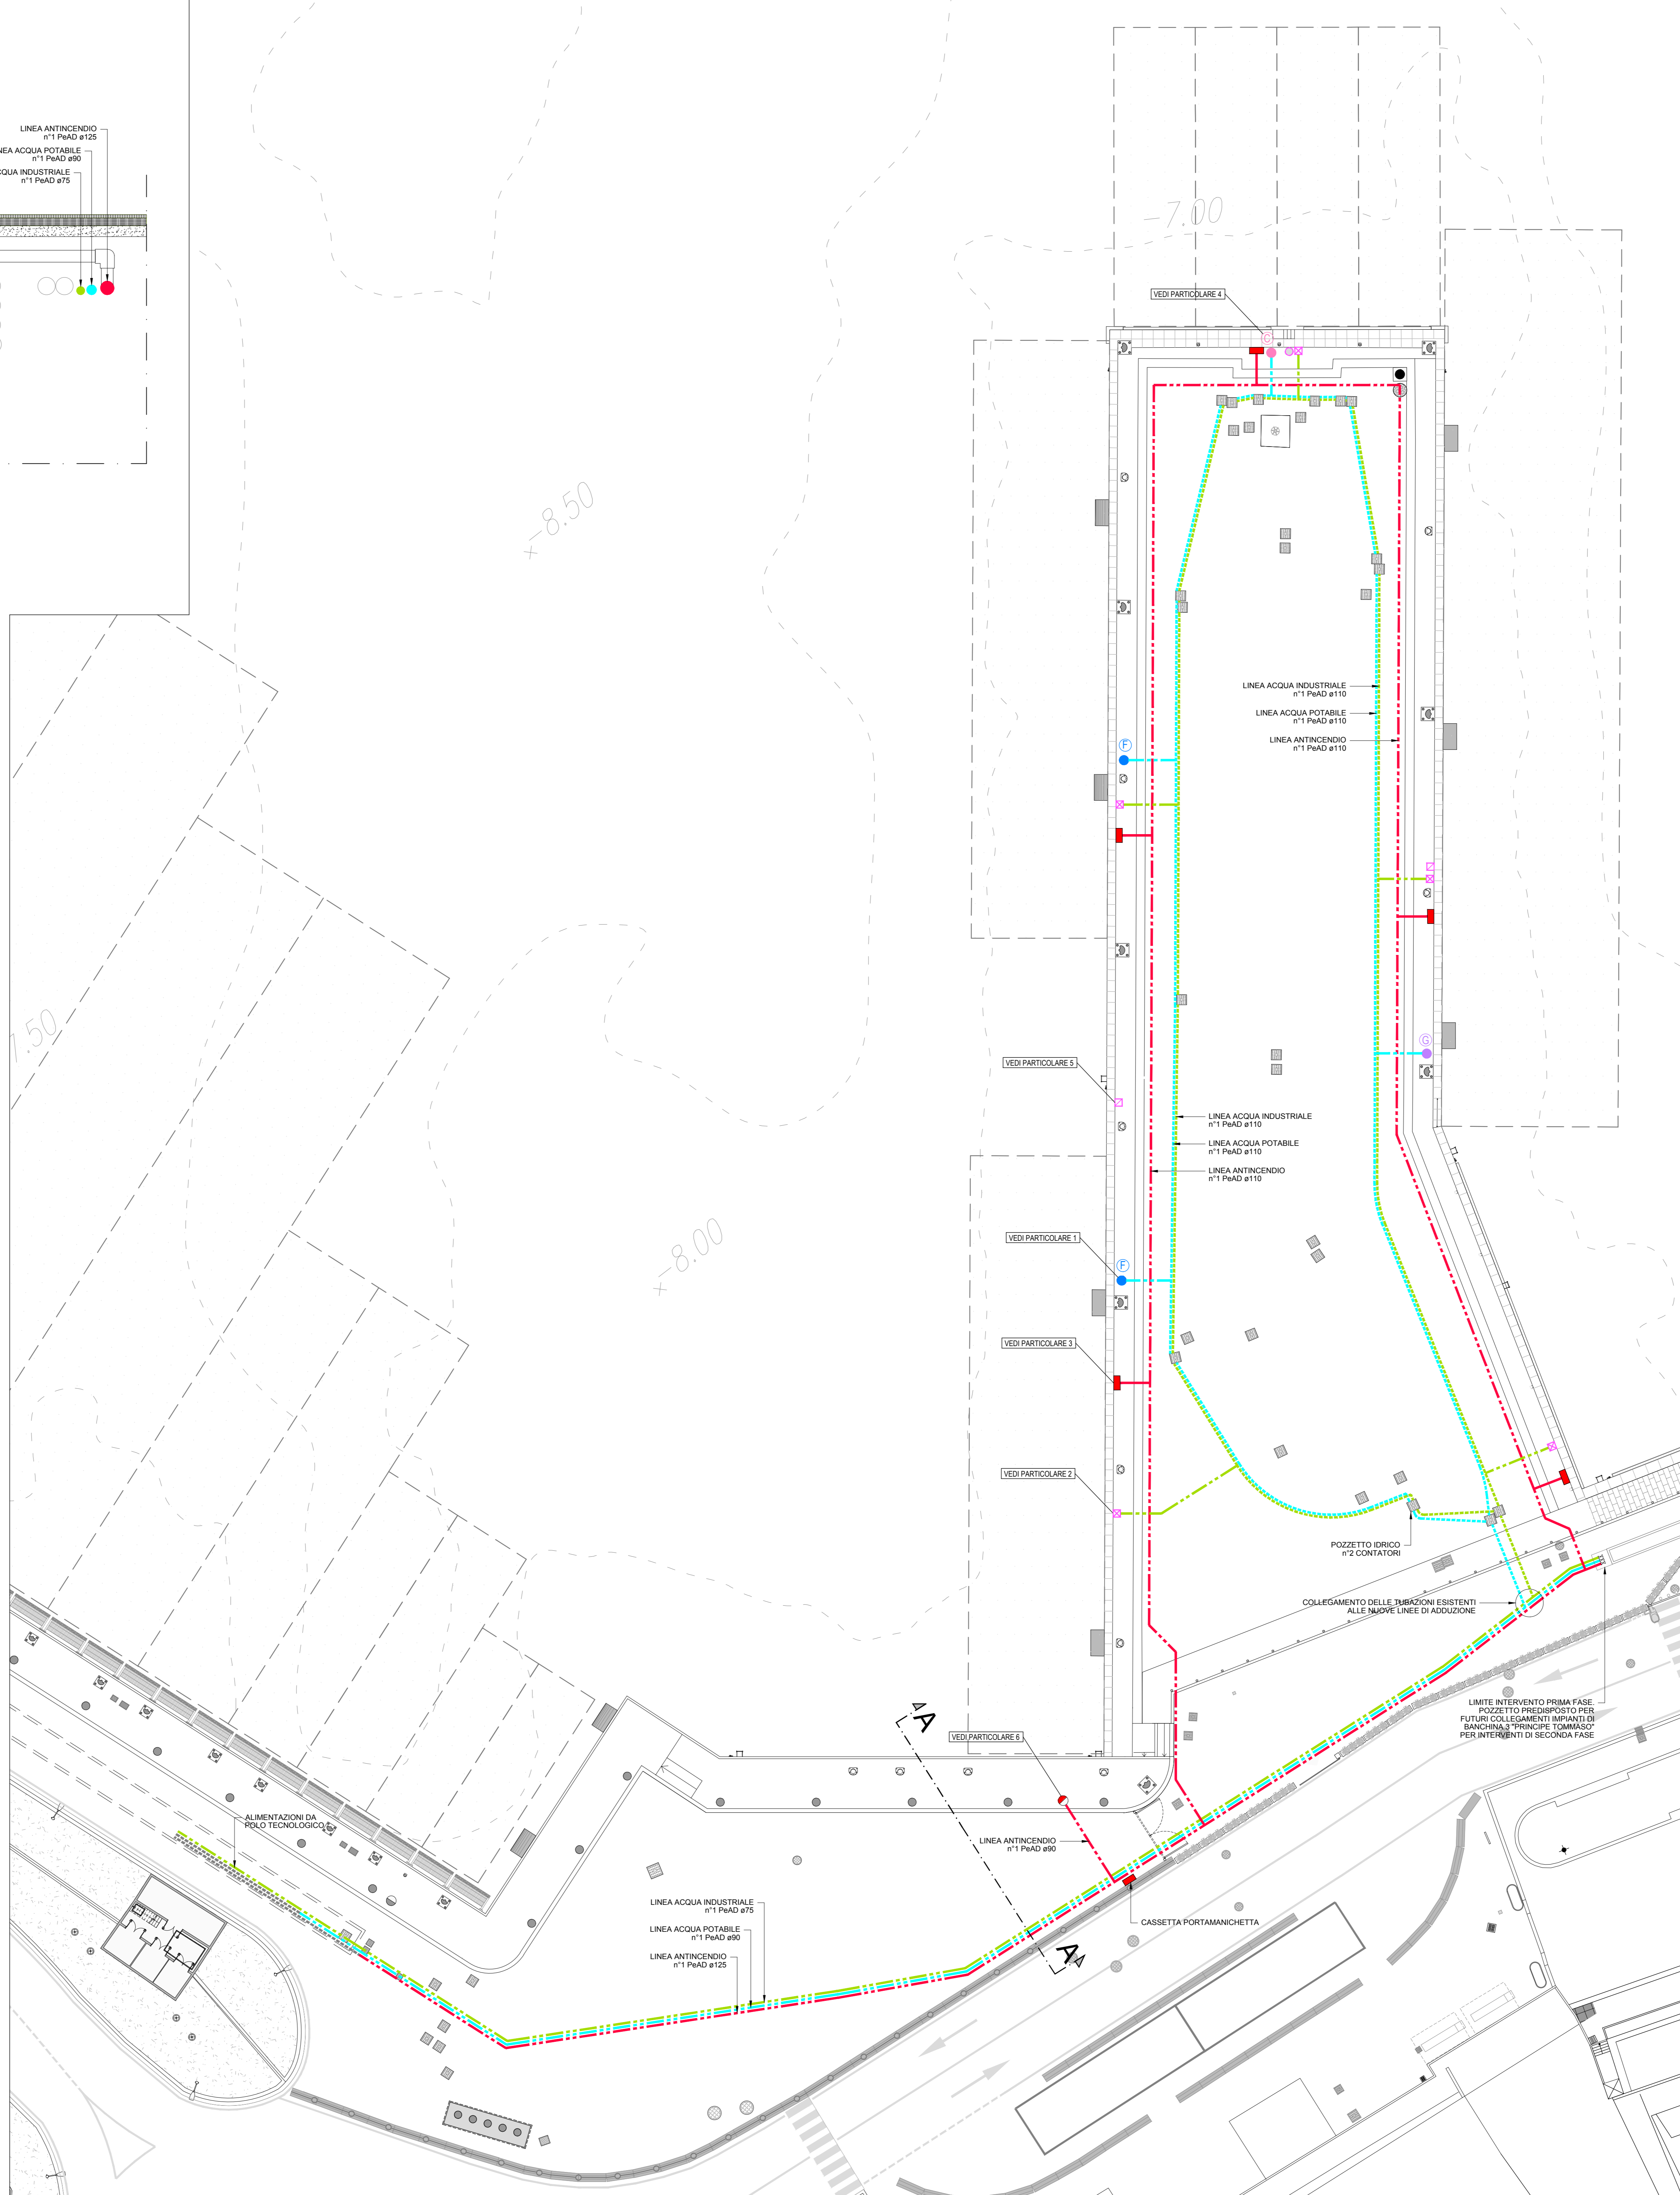 LINEA ANTINCENDIO
n°1 PeAD ø125
NEA ACQUA POTABILE
n°1 PeAD ø90
CQUA INDUSTRIALE
n°1 PeAD ø75
-7.00
VEDI PARTICOLARE 4
C
-8.50
LINEA ACQUA INDUSTRIALE
n°1 PeAD ø110
LINEA ACQUA POTABILE
n°1 PeAD ø110
LINEA ANTINCENDIO
n°1 PeAD ø110
F
7.50
G
VEDI PARTICOLARE 5
LINEA ACQUA INDUSTRIALE
n°1 PeAD ø110
LINEA ACQUA POTABILE
n°1 PeAD ø110
LINEA ANTINCENDIO
n°1 PeAD ø110
-8.00
VEDI PARTICOLARE 1
F
VEDI PARTICOLARE 3
VEDI PARTICOLARE 2
POZZETTO IDRICO
n°2 CONTATORI
COLLEGAMENTO DELLE TUBAZIONI ESISTENTI
ALLE NUOVE LINEE DI ADDUZIONE
LIMITE INTERVENTO PRIMA FASE.
POZZETTO PREDISPOSTO PER
FUTURI COLLEGAMENTI IMPIANTI DI
BANCHINA 3 "PRINCIPE TOMMASO"
PER INTERVENTI DI SECONDA FASE
A
VEDI PARTICOLARE 6
ALIMENTAZIONI DA
POLO TECNOLOGICO
LINEA ANTINCENDIO
n°1 PeAD ø90
LINEA ACQUA INDUSTRIALE
n°1 PeAD ø75
LINEA ACQUA POTABILE
n°1 PeAD ø90
LINEA ANTINCENDIO
n°1 PeAD ø125
CASSETTA PORTAMANICHETTA
A